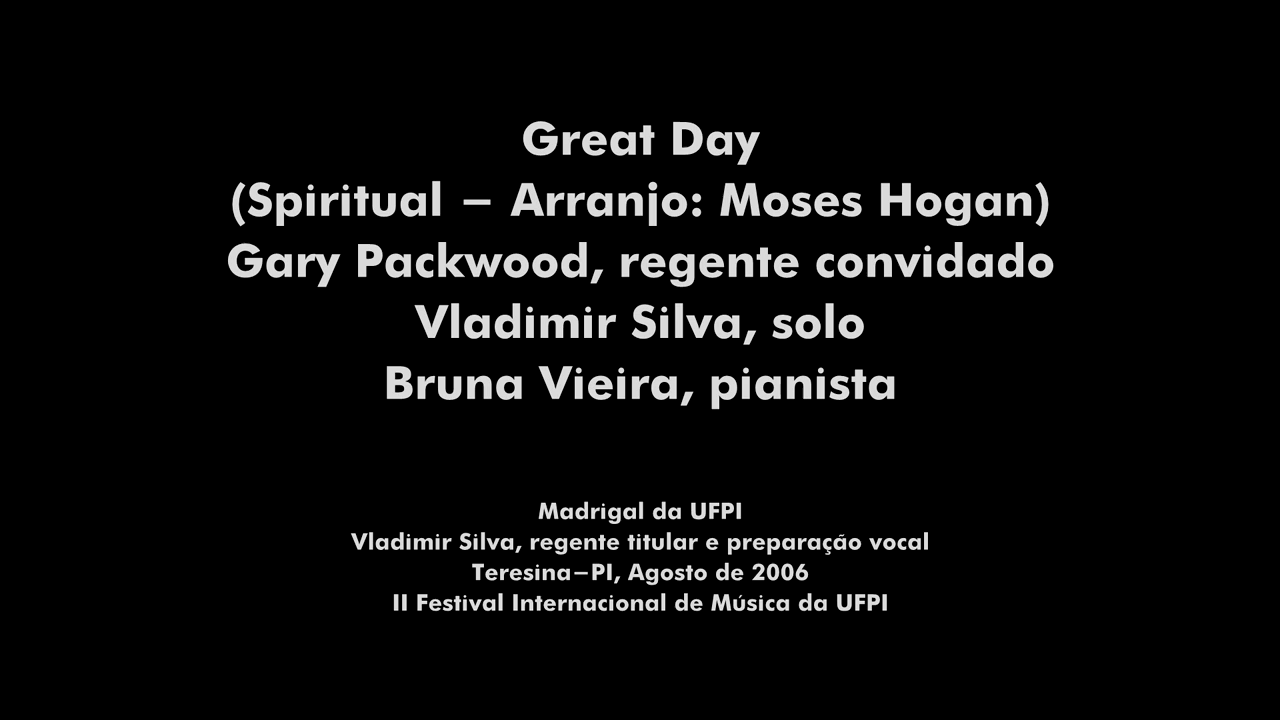 Great Day
(Spiritual – Arranjo: Moses Hogan)
Gary Packwood, regente convidado
Vladimir Silva, solo
Bruna Vieira, pianista
Madrigal da UFPI
Vladimir Silva, regente titular e preparação vocal
Teresina–PI, Agosto de 2006
II Festival Internacional de Música da UFPI